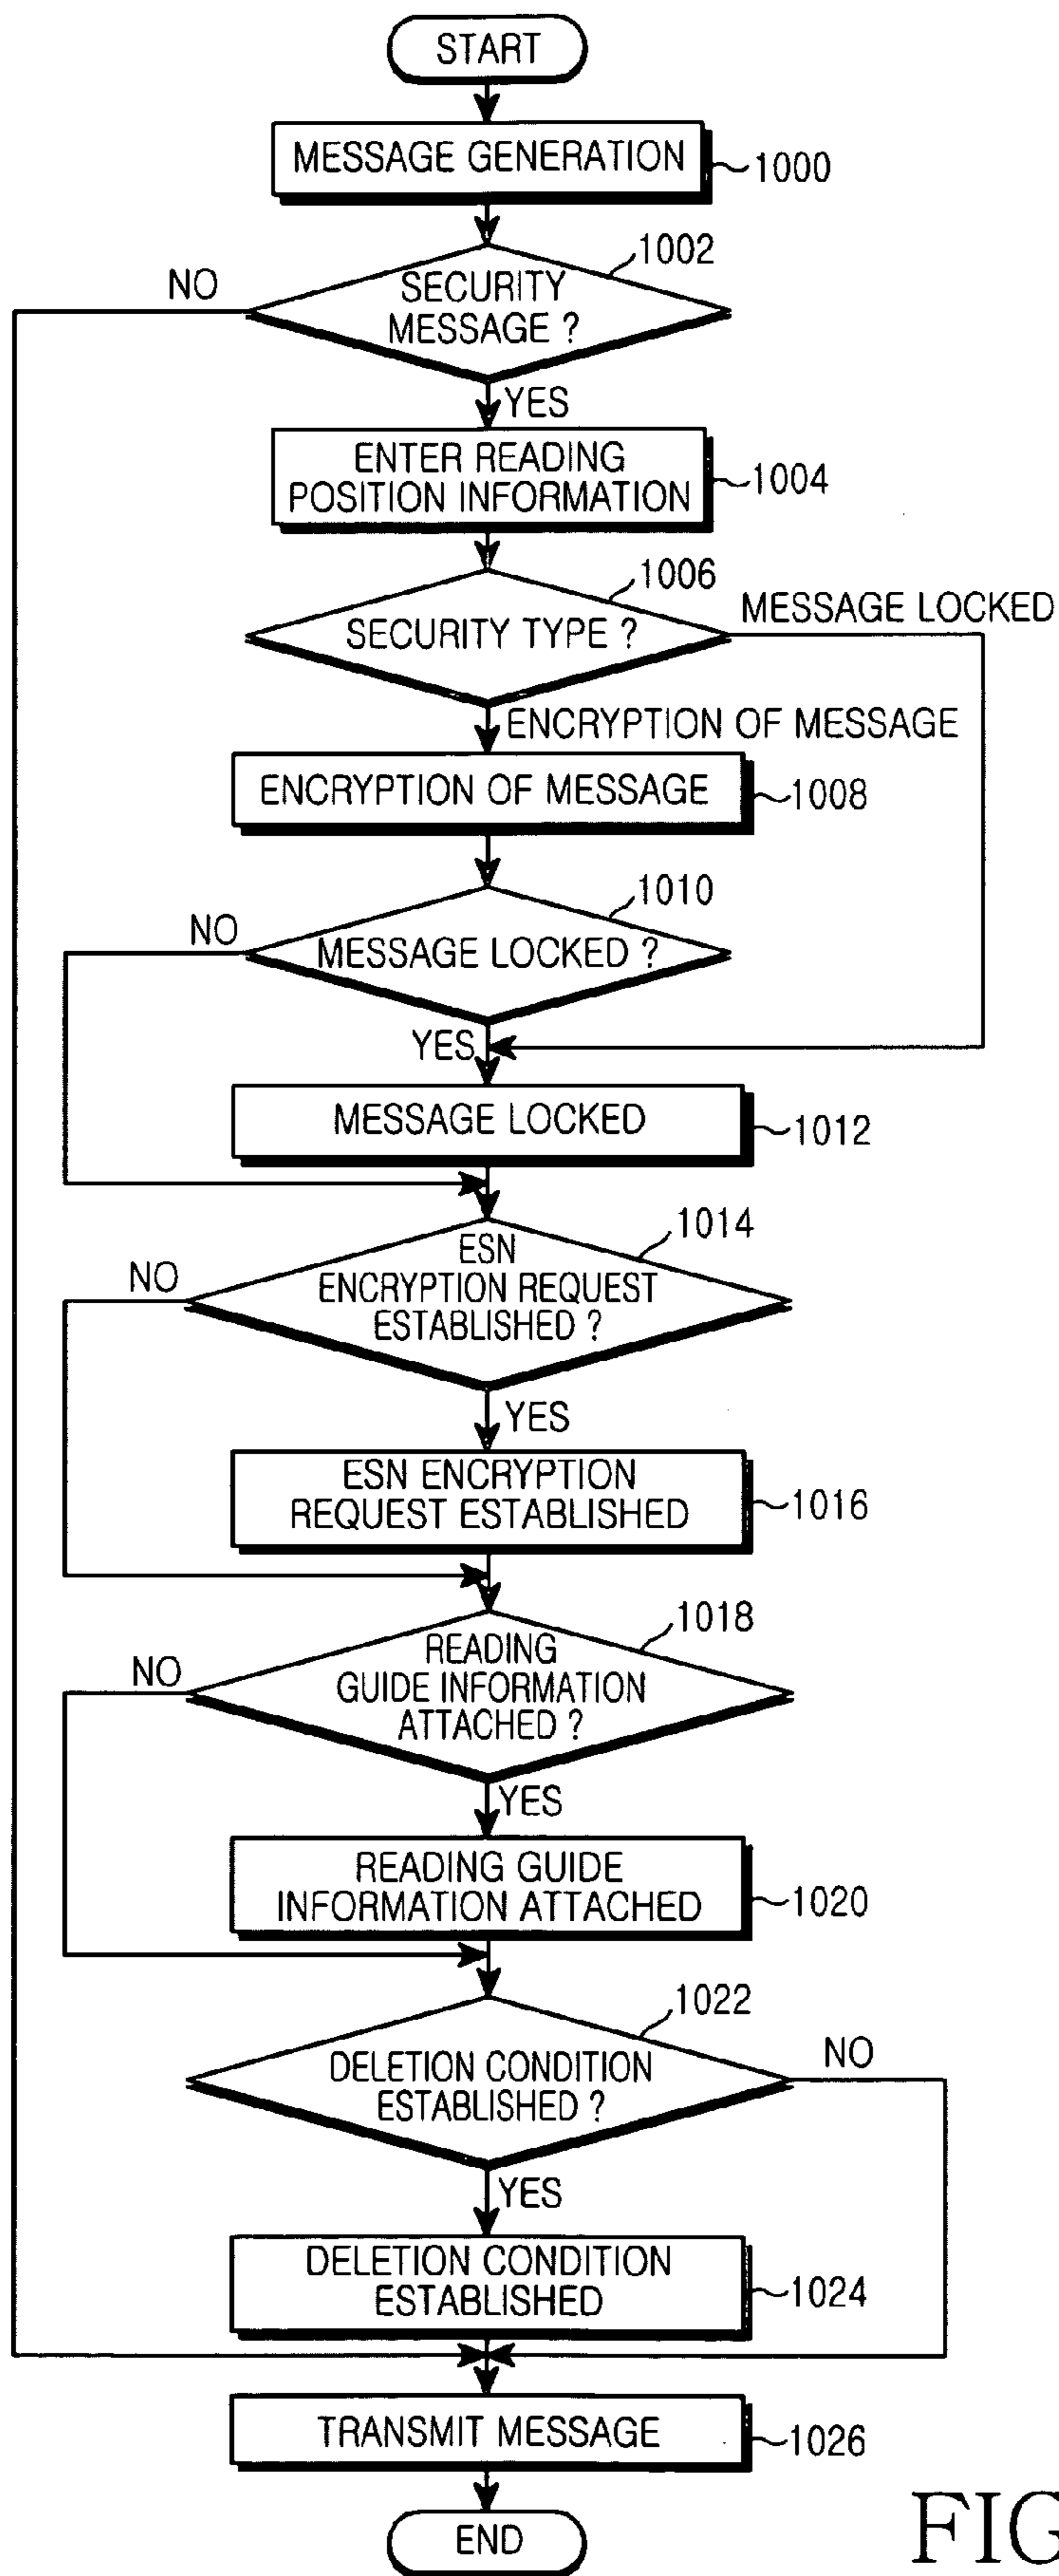 START
MESSAGE GENERATION
1000
1002
NO
SECURITY
MESSAGE ?
YES
ENTER READING
POSITION INFORMATION
1004
1006
MESSAGE LOCKED
SECURITY TYPE ?
ENCRYPTION OF MESSAGE
ENCRYPTION OF MESSAGE
1008
1010
NO
MESSAGE LOCKED ?
YES
MESSAGE LOCKED
1012
1014
NO
ESN
ENCRYPTION REQUEST
ESTABLISHED ?
YES
ESN ENCRYPTION
REQUEST ESTABLISHED
1016
1018
NO
READING
GUIDE INFORMATION
ATTACHED ?
YES
READING GUIDE
INFORMATION ATTACHED
1020
1022
NO
DELETION CONDITION
ESTABLISHED ?
YES
DELETION CONDITION
ESTABLISHED
1024
TRANSMIT MESSAGE
1026
END
FIG